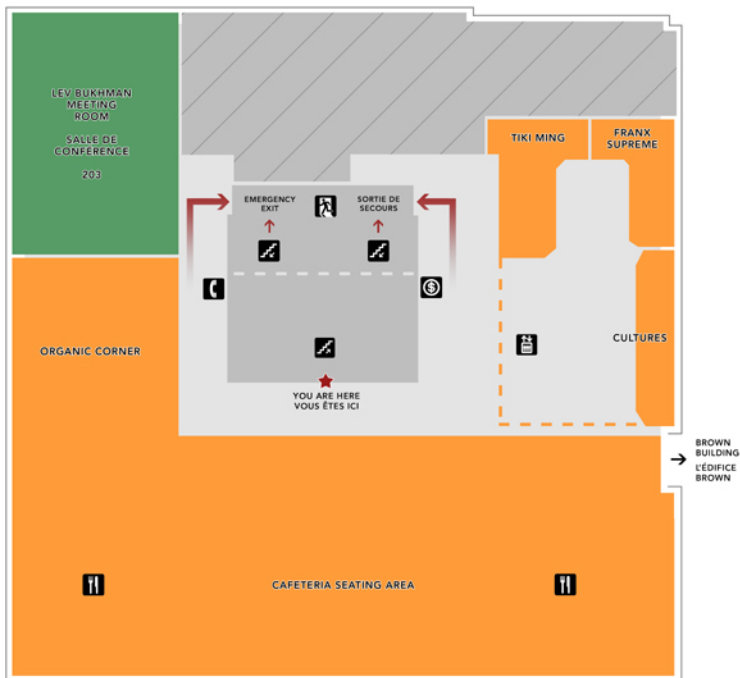 LEV BUKHMAN
MEETING
ROOM
SALLE DE
CONFÉRENCE
203
TIKI MING
FRANX
SUPREME
EMERGENCY
EXIT
SORTIE DE
SECOURS
$
ORGANIC CORNER
CULTURES
YOU ARE HERE
VOUS ÊTES ICI
BROWN
BUILDING
L'ÉDIFICE
BROWN
CAFETERIA SEATING AREA